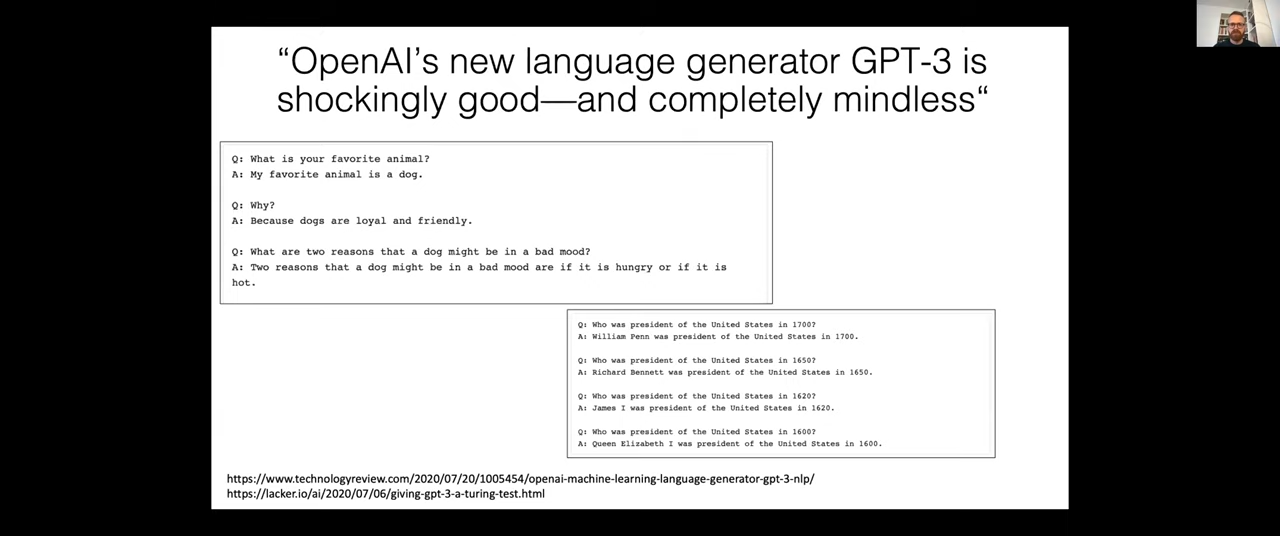 “OpenAI’s new language generator GPT-3 is
shockingly good—and completely mindless“
Q: What is your favorite animal?
A: My favorite animal is a dog.
Q: Why?
A: Because dogs are loyal and friendly.
Q: What are two reasons that a dog might be in a bad mood?
A: Two reasons that a dog might be in a bad mood are if it is hungry or if it is
hot.
Q: Who was president of the United States in 1700?
A: William Penn was president of the United States in 1700.
Q: Who was president of the United States in 1650?
A: Richard Bennett was president of the United States in 1650.
Q: Who was president of the United States in 1620?
A: James I was president of the United States in 1620.
Q: Who was president of the United States in 1600?
A: Queen Elizabeth I was president of the United States in 1600.
https://www.technologyreview.com/2020/07/20/1005454/openai-machine-learning-language-generator-gpt-3-nlp/
https://lacker.io/ai/2020/07/06/giving-gpt-3-a-turing-test.html